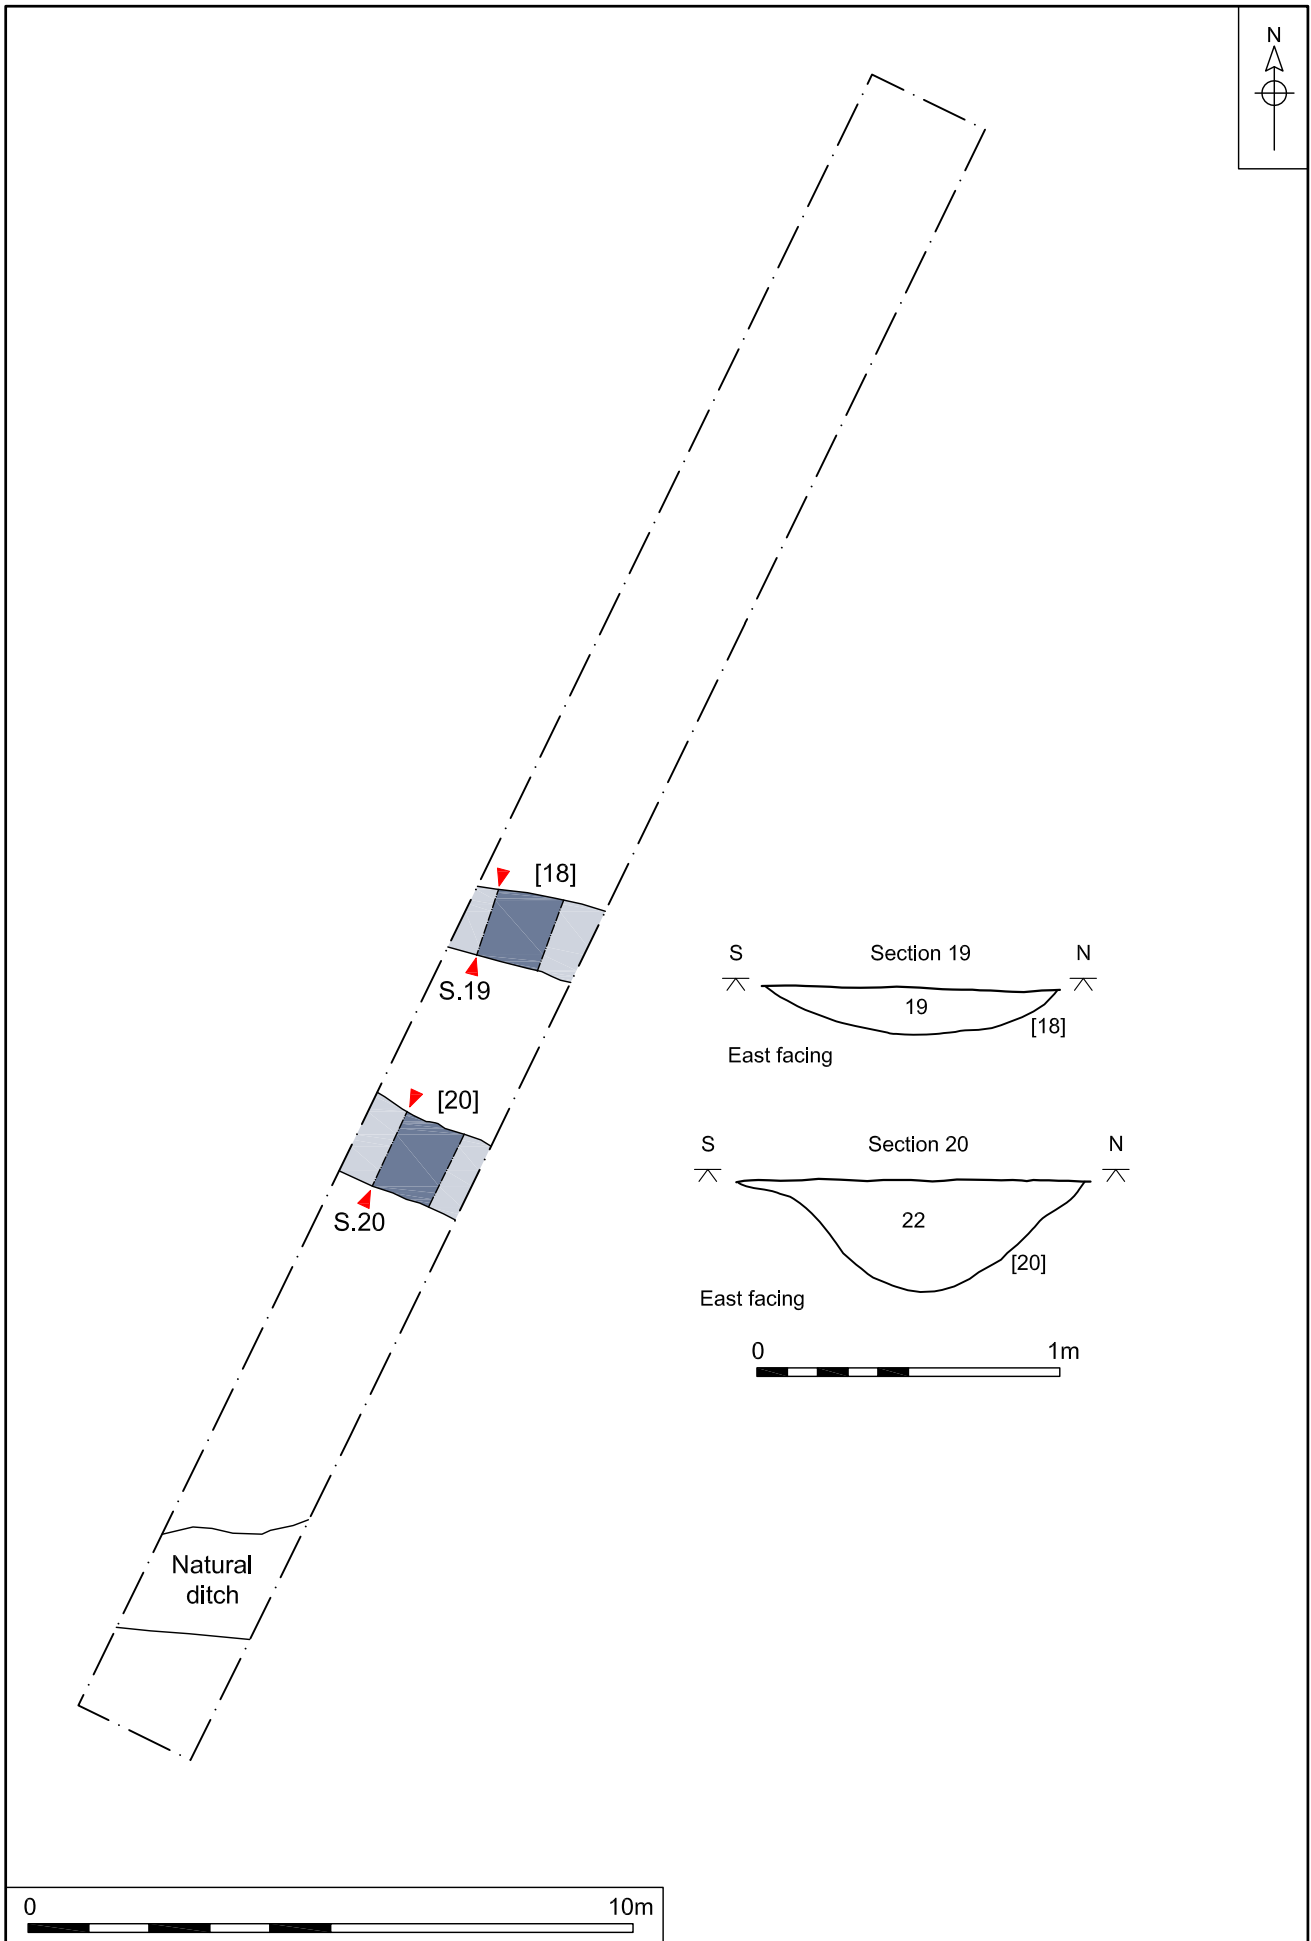 N
[18]
S.19
S
Section 19
N
19
[18]
East facing
[20]
S.20
S
Section 20
N
22
[20]
East facing
0
1m
Natural
ditch
0
10m